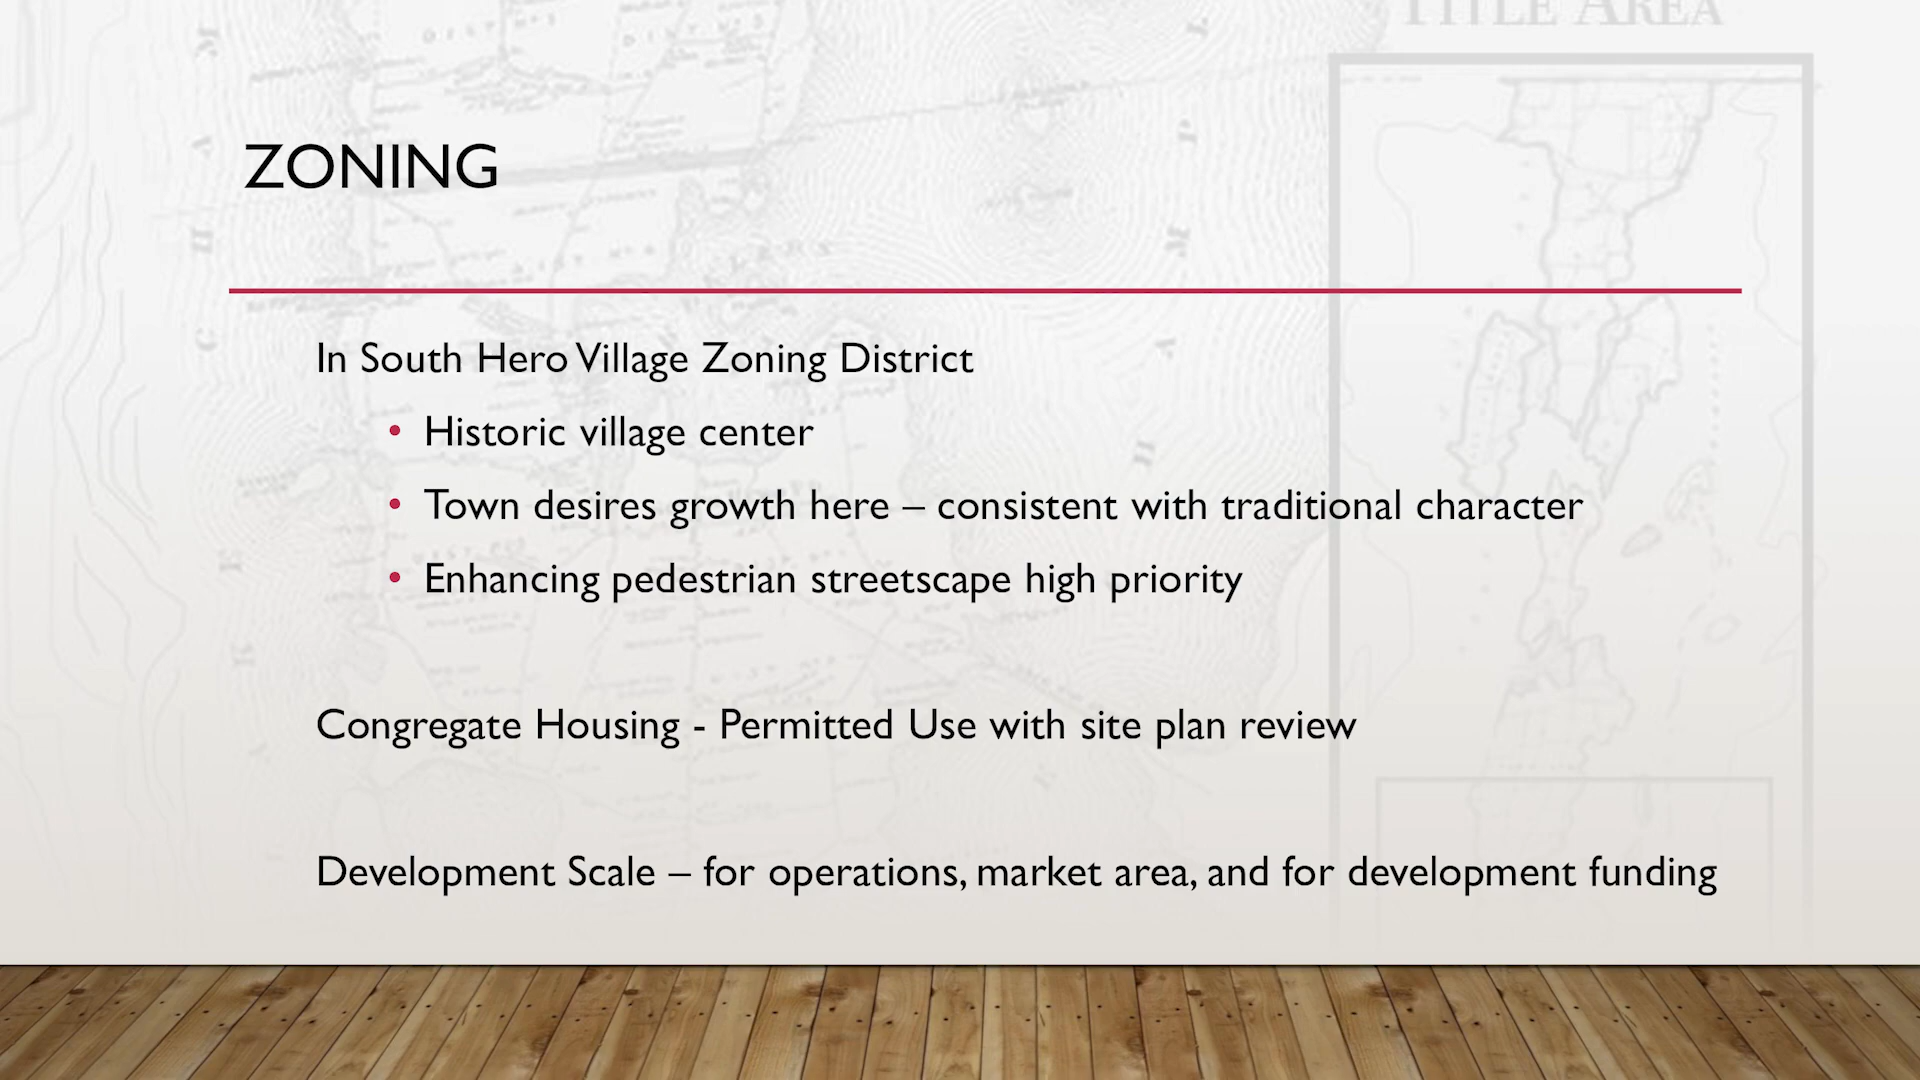 TITLE AREA
ZONING
In South Hero Village Zoning District
• Historic village center
• Town desires growth here – consistent with traditional character
• Enhancing pedestrian streetscape high priority
Congregate Housing - Permitted Use with site plan review
Development Scale – for operations, market area, and for development funding